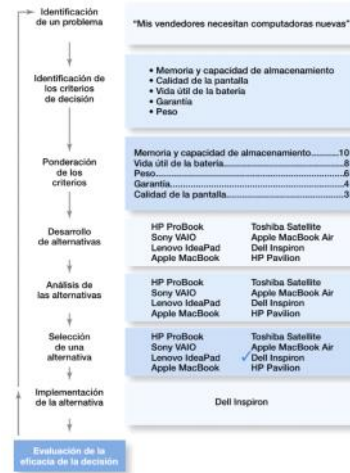 Identificación
de un problema
"Mis vendedores necesitan computadoras nuevas"
Identificación de
los criterios
de decisión
• Memoria y capacidad de almacenamiento
• Calidad de la pantalla
• Vida útil de la batería
• Garantía
• Peso
Ponderación
de los
criterios
Memoria y capacidad de almacenamiento..........10
Vida útil de la batería..........8
Peso..........6
Garantía..........4
Calidad de la pantalla..........3
Desarrollo
de alternativas
HP ProBook Toshiba Satellite
Sony VAIO Apple MacBook Air
Lenovo IdeaPad Dell Inspiron
Apple MacBook HP Pavilion
Análisis de
las alternativas
HP ProBook Toshiba Satellite
Sony VAIO Apple MacBook Air
Lenovo IdeaPad Dell Inspiron
Apple MacBook HP Pavilion
Selección
de una
alternativa
HP ProBook Toshiba Satellite
Sony VAIO Apple MacBook Air
Lenovo IdeaPad ✓ Dell Inspiron
Apple MacBook HP Pavilion
Implementación
de la alternativa
Dell Inspiron
Evaluación de la
eficacia de la decisión